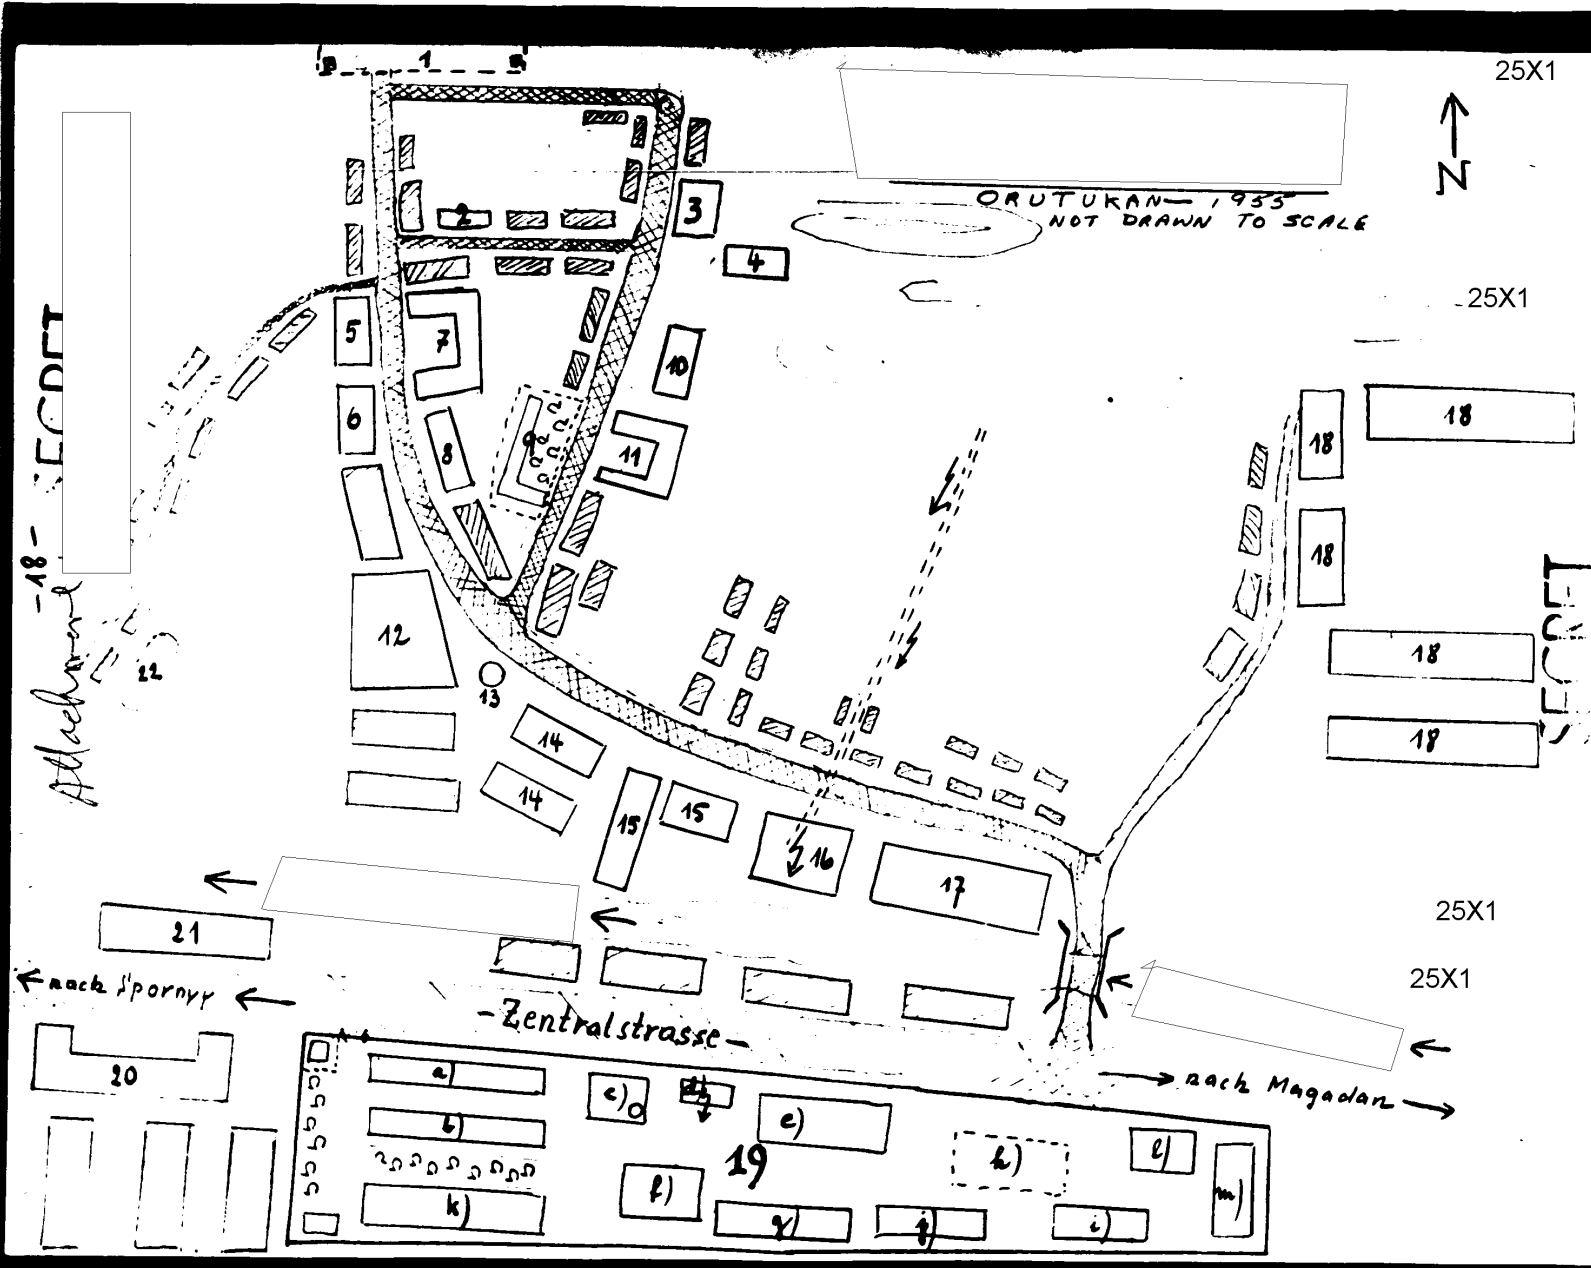 1
25X1
N
2
3
ORUTUKAN— 1955
NOT DRAWN TO SCALE
4
25X1
SECRET
5
7
10
6
8
9
11
18
18
18
-18-
Attachment
12
22
13
18
SECRET
14
18
14
15
15
16
17
21
25X1
nach Spornyy
25X1
-Zentralstrasse-
20
a)
c)
d)
e)
nach Magadan
b)
19
h)
l)
k)
f)
g)
j)
i)
m)